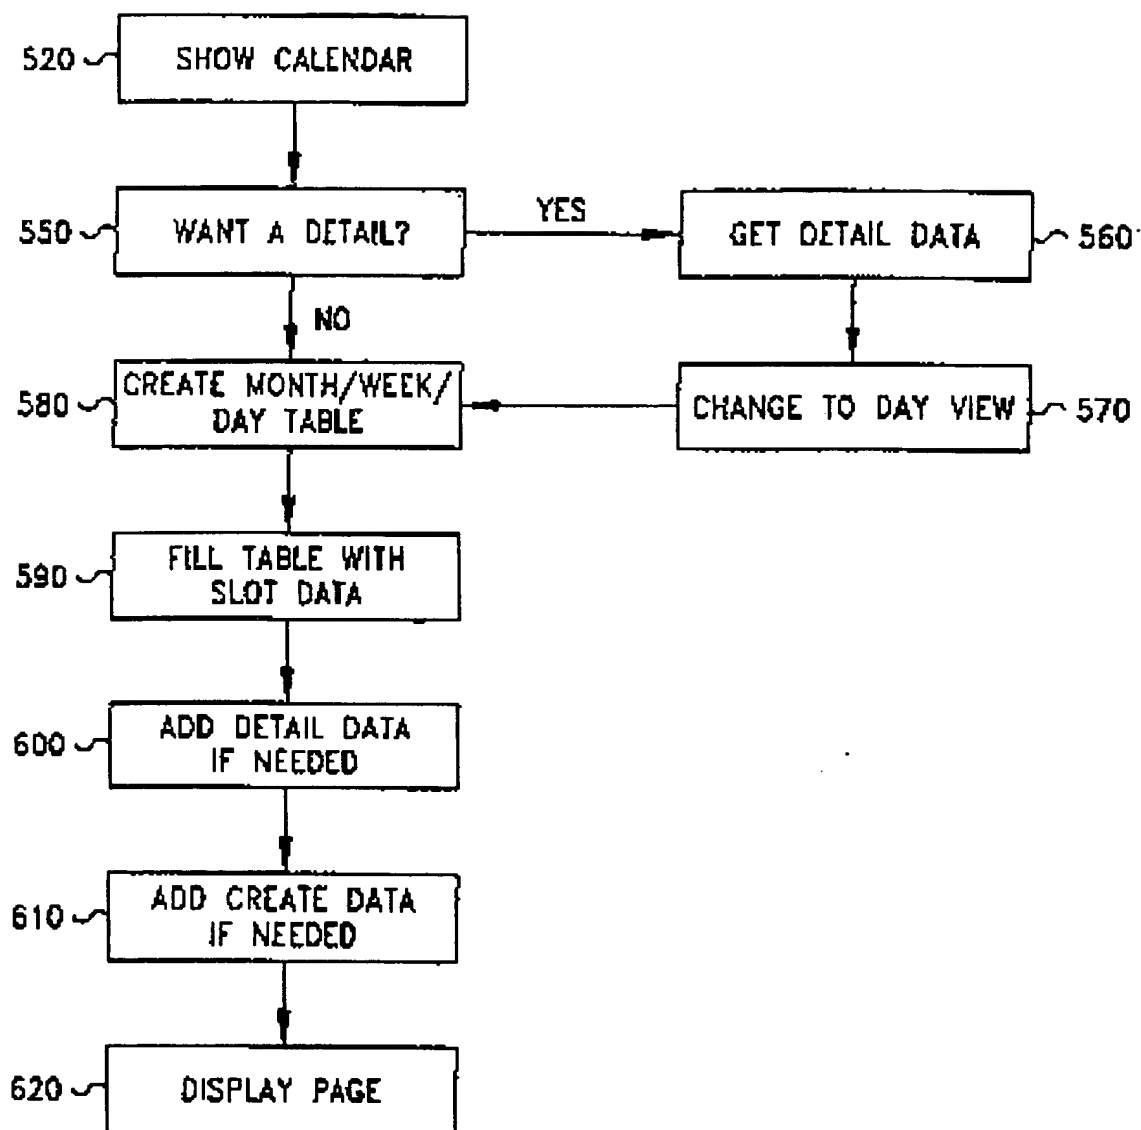 520 SHOW CALENDAR
550 WANT A DETAIL?
YES
GET DETAIL DATA 560
NO
580 CREATE MONTH/WEEK/
DAY TABLE
CHANGE TO DAY VIEW 570
590 FILL TABLE WITH
SLOT DATA
600 ADD DETAIL DATA
IF NEEDED
610 ADD CREATE DATA
IF NEEDED
620 DISPLAY PAGE